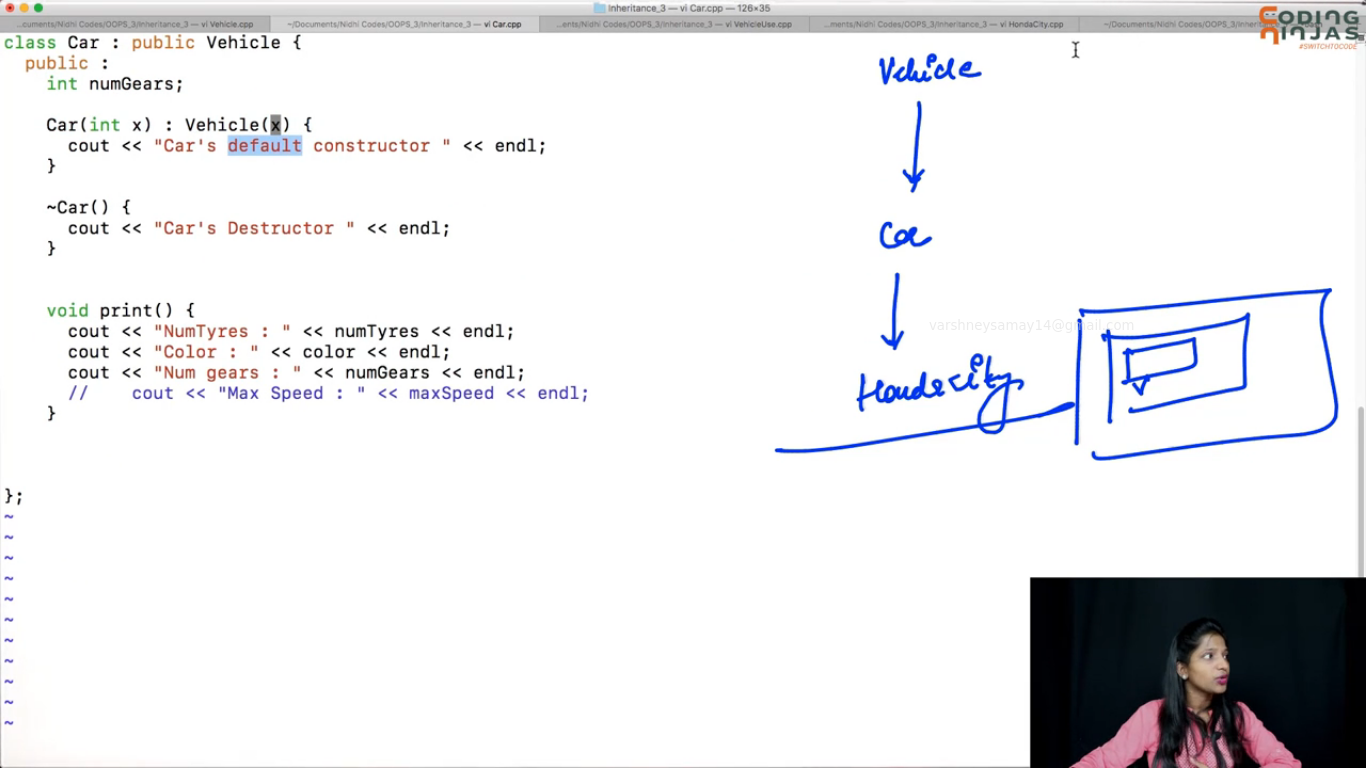 Inheritance_3 — vi Car.cpp — 126×35
...cuments/Nidhi Codes/OOPS_3/Inheritance_3 — vi Vehicle.cpp
~/Documents/Nidhi Codes/OOPS_3/Inheritance_3 — vi Car.cpp
...ents/Nidhi Codes/OOPS_3/Inheritance_3 — vi VehicleUse.cpp
...ments/Nidhi Codes/OOPS_3/Inheritance_3 — vi HondaCity.cpp
~/Documents/Nidhi Codes/OOPS_3/Inhe
CODING
NINJAS
#SWITCHTOCODE
class Car : public Vehicle {
public :
int numGears;
Car(int x) : Vehicle(x) {
cout << "Car's default constructor " << endl;
}
~Car() {
cout << "Car's Destructor " << endl;
}
void print() {
cout << "NumTyres : " << numTyres << endl;
cout << "Color : " << color << endl;
cout << "Num gears : " << numGears << endl;
//    cout << "Max Speed : " << maxSpeed << endl;
}
};
~
~
~
~
~
~
~
~
~
~
~
Vehicle
Car
HondaCity
V
varshneysamay14@gmail.com